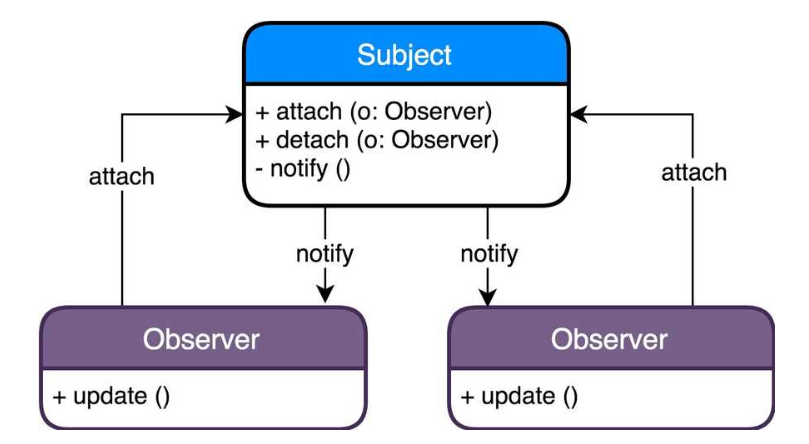 Subject
+ attach (o: Observer)
+ detach (o: Observer)
- notify ()
attach
attach
notify
notify
Observer
+ update ()
Observer
+ update ()